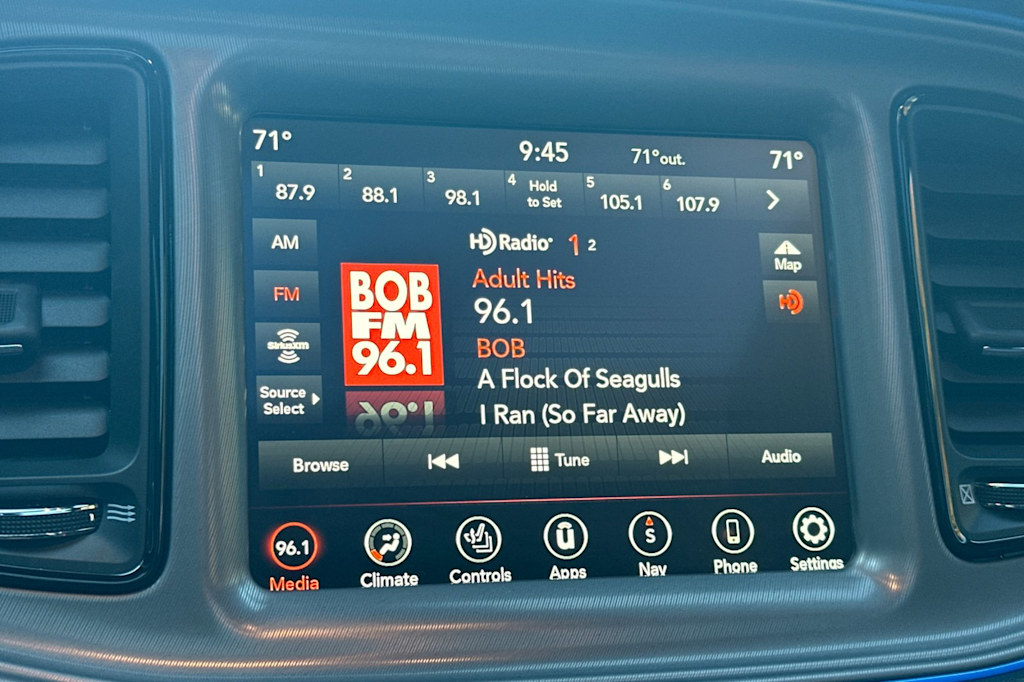 71° 9:45 71°out. 71°
1 87.9 2 88.1 3 98.1 4 Hold to Set 5 105.1 6 107.9
AM
FM
SiriusXM
Source
Select
BOB
FM
96.1
HD Radio 1 2
Adult Hits
96.1
BOB
A Flock Of Seagulls
I Ran (So Far Away)
Map
HD
Browse Tune Audio
96.1 S
Media Climate Controls Apps Nav Phone Settings